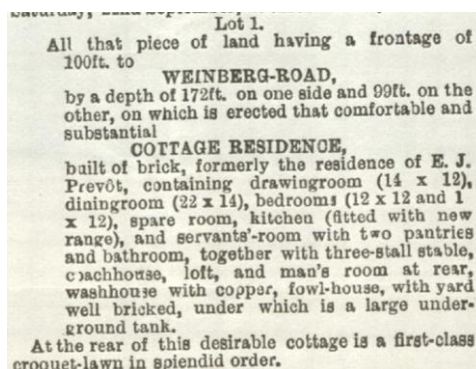 Lot 1.
All that piece of land having a frontage of
100ft. to
WEINBERG-ROAD,
by a depth of 172ft. on one side and 99ft. on the
other, on which is erected that comfortable and
substantial
COTTAGE RESIDENCE,
built of brick, formerly the residence of E. J.
Prevôt, containing drawingroom (14 x 12),
diningroom (22 x 14), bedrooms (12 x 12 and 1
x 12), spare room, kitchen (fitted with new
range), and servants'-room with two pantries
and bathroom, together with three-stall stable,
coachhouse, loft, and man's room at rear,
washhouse with copper, fowl-house, with yard
well bricked, under which is a large under-
ground tank.
At the rear of this desirable cottage is a first-class
croquet-lawn in splendid order.